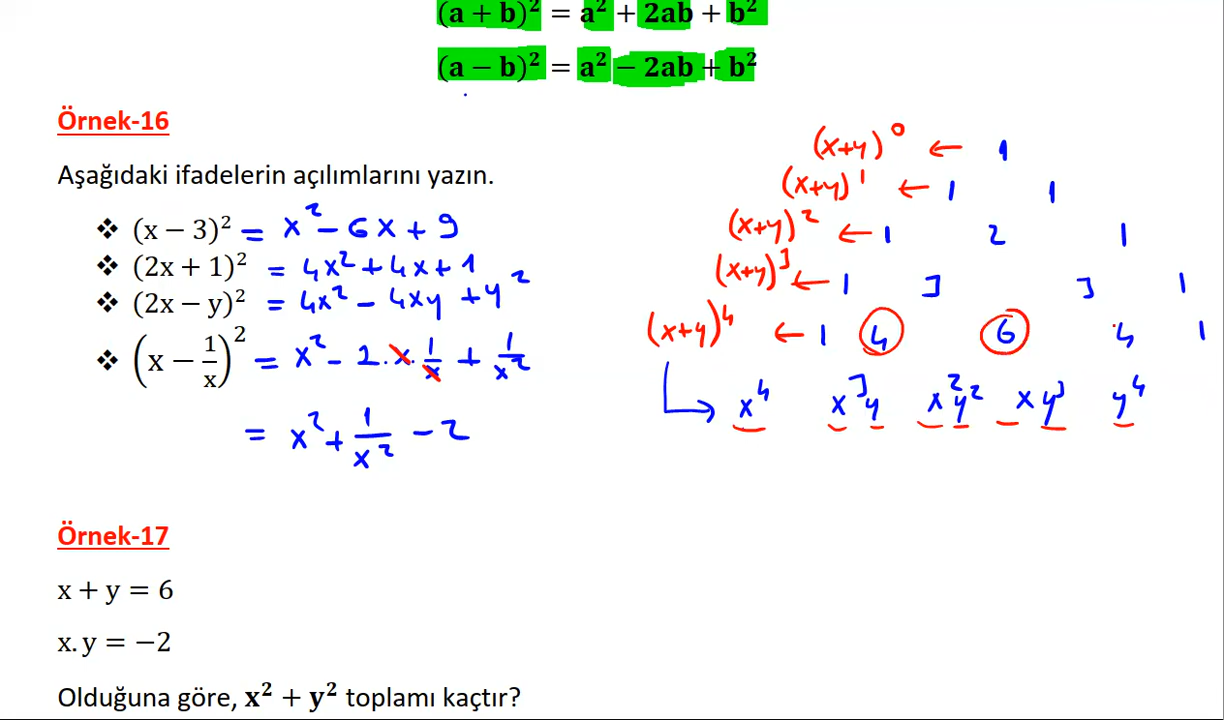 (a + b)² = a² + 2ab + b²
(a − b)² = a² − 2ab + b²
Örnek-16
Aşağıdaki ifadelerin açılımlarını yazın.
❖ (x − 3)² = x² − 6x + 9
❖ (2x + 1)² = 4x² + 4x + 1
❖ (2x − y)² = 4x² − 4xy + y²
❖ (x − 1/x)² = x² − 2 . x . 1/x + 1/x²
= x² + 1/x² − 2
(x+y)⁰ ← 1
(x+y)¹ ← 1 1
(x+y)² ← 1 2 1
(x+y)³ ← 1 3 3 1
(x+y)⁴ ← 1 4 6 4 1
→ x⁴ x³y x²y² xy³ y⁴
Örnek-17
x + y = 6
x. y = −2
Olduğuna göre, x² + y² toplamı kaçtır?